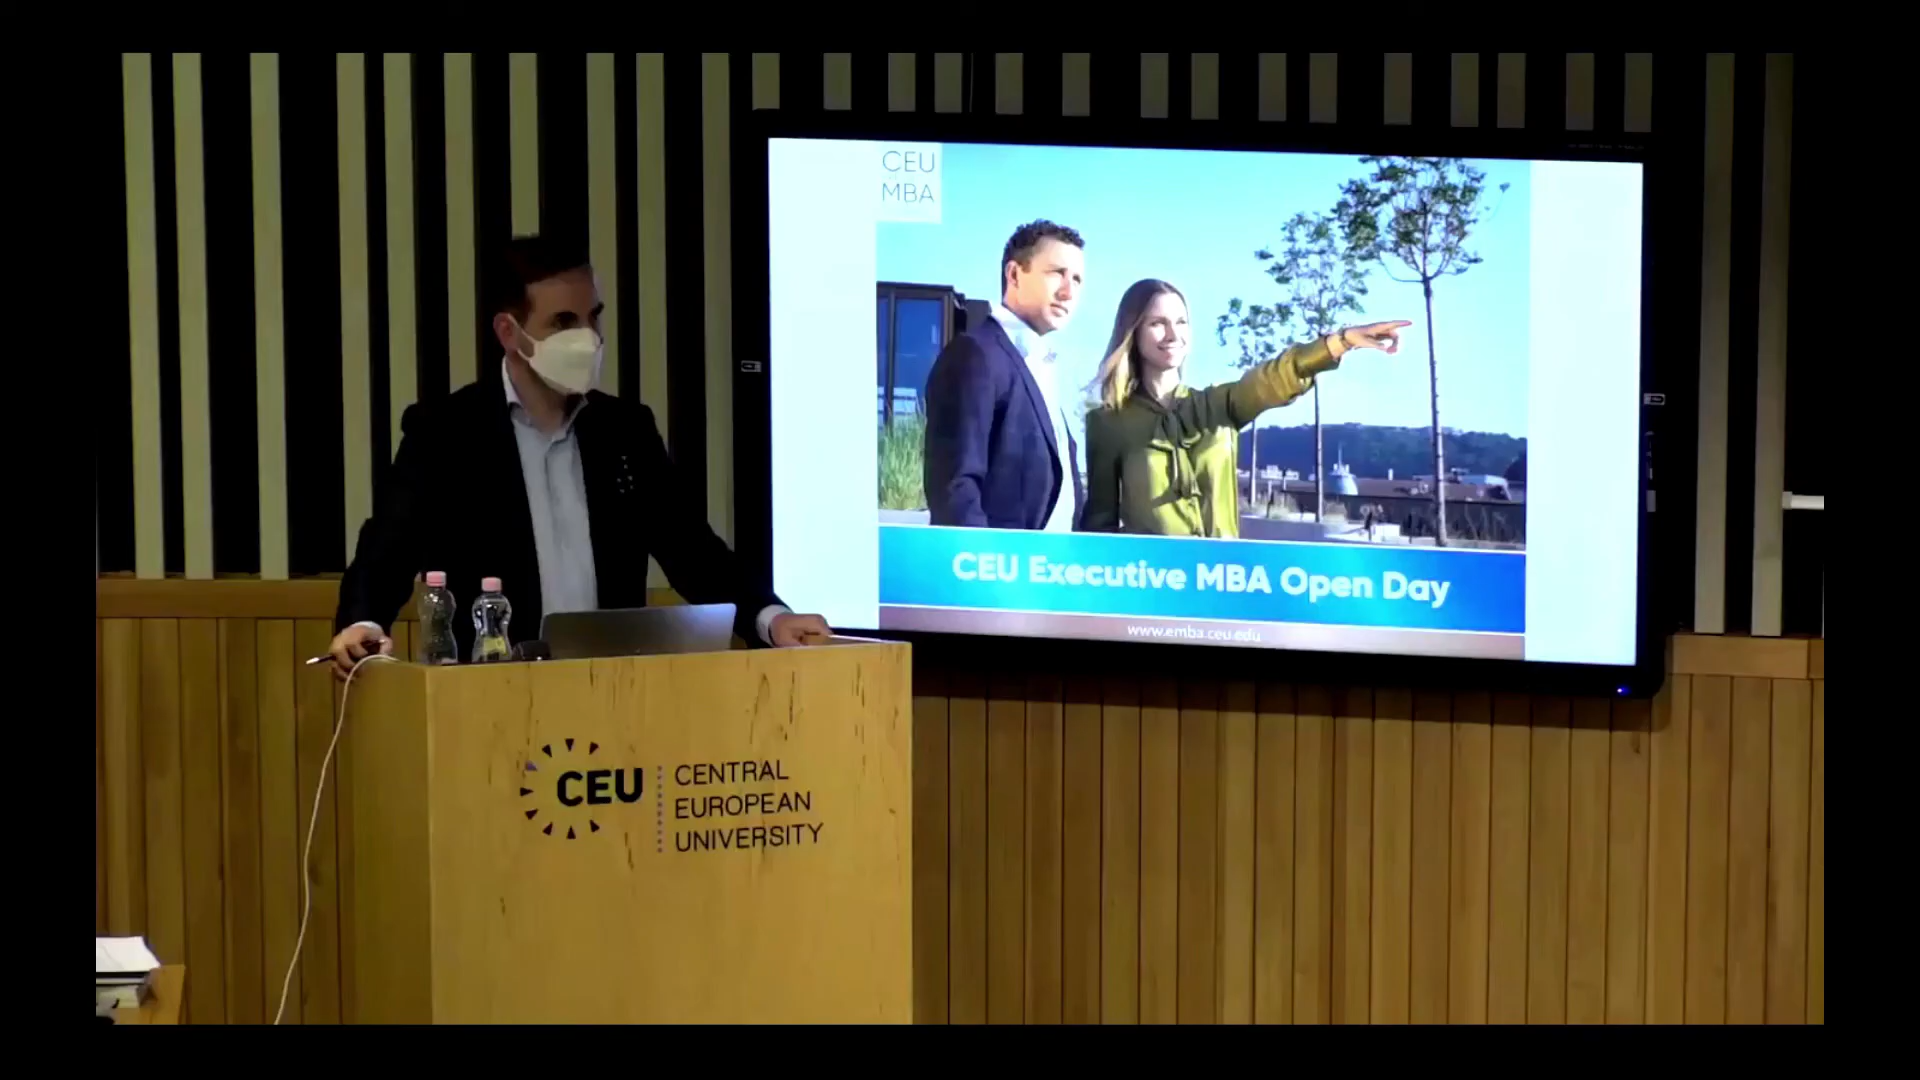 CEU
MBA
CEU Executive MBA Open Day
www.emba.ceu.edu
CEU
CENTRAL
EUROPEAN
UNIVERSITY